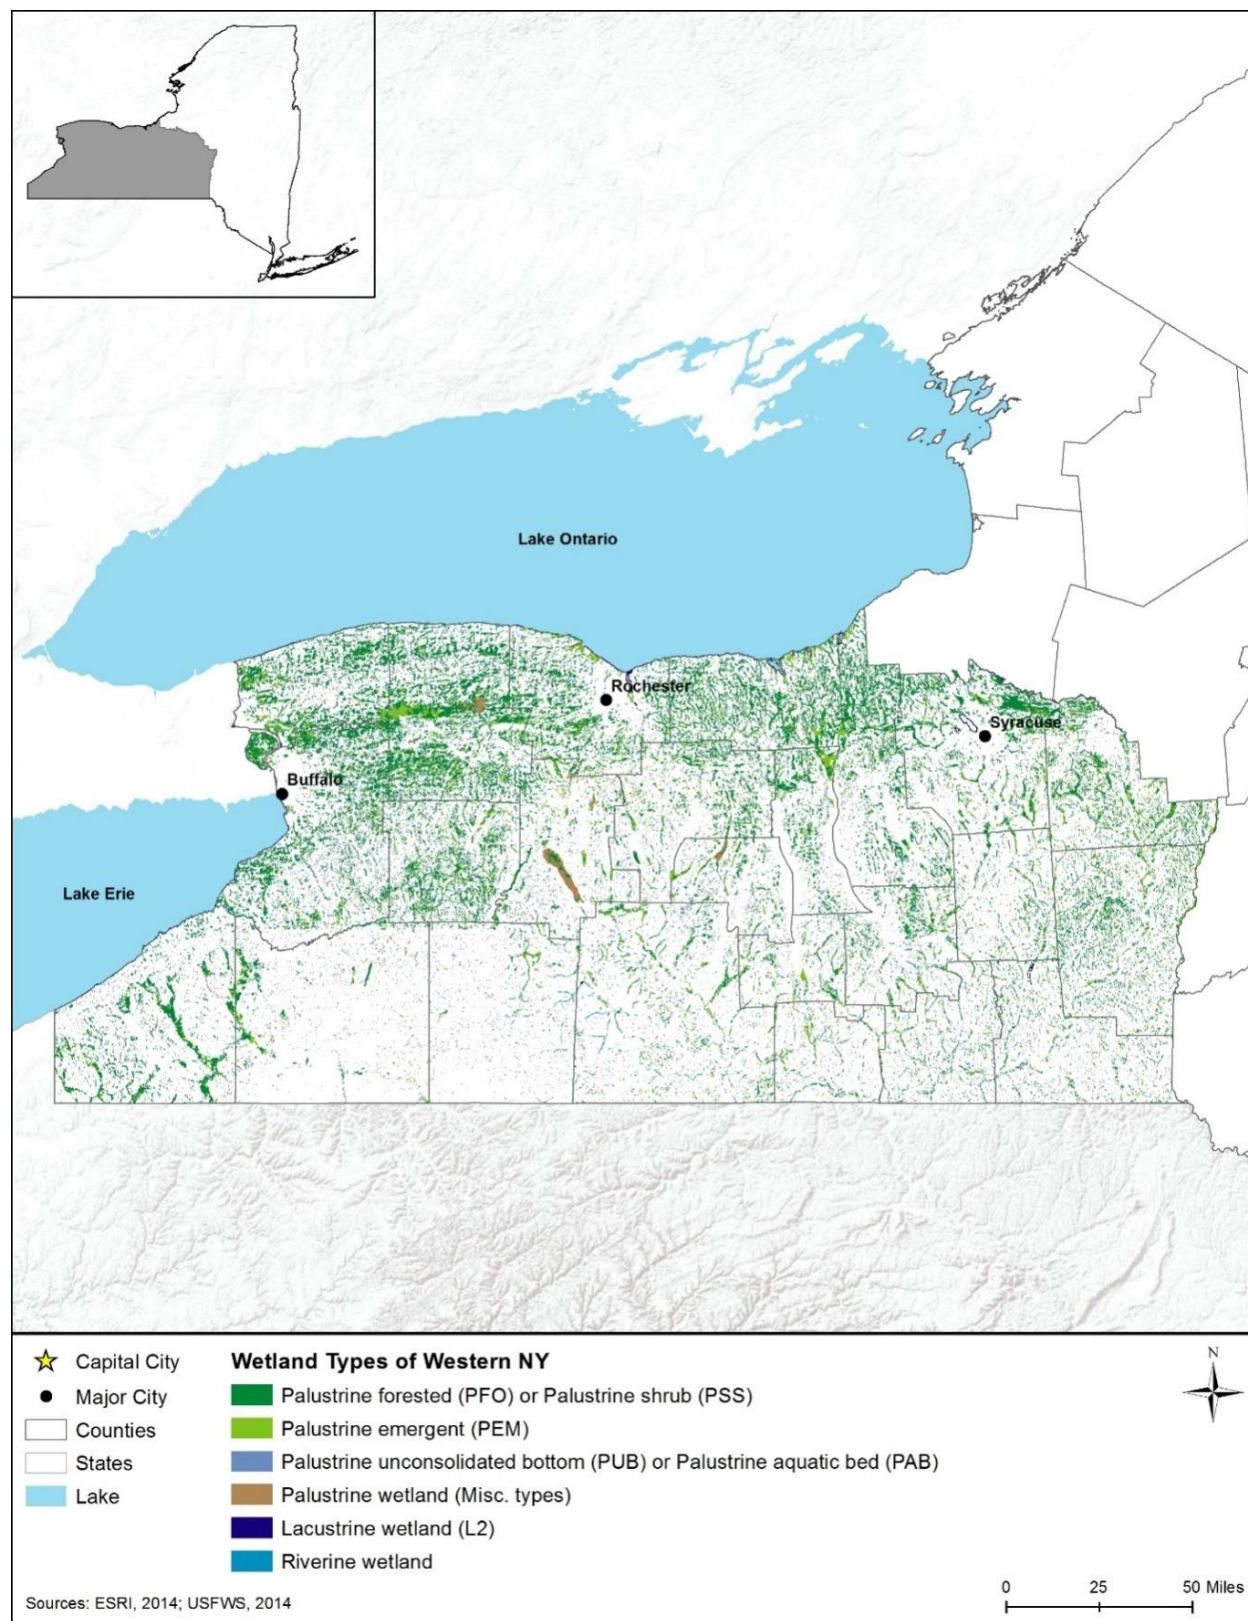 Lake Ontario
Rochester
Syracuse
Buffalo
Lake Erie
Capital City
Major City
Counties
States
Lake
Wetland Types of Western NY
Palustrine forested (PFO) or Palustrine shrub (PSS)
Palustrine emergent (PEM)
Palustrine unconsolidated bottom (PUB) or Palustrine aquatic bed (PAB)
Palustrine wetland (Misc. types)
Lacustrine wetland (L2)
Riverine wetland
N
Sources: ESRI, 2014; USFWS, 2014
0 25 50 Miles